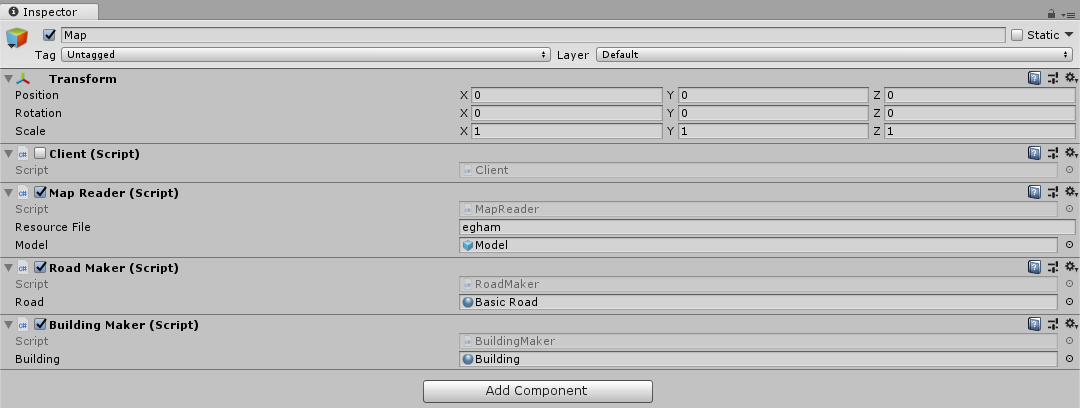 Inspector
Map Static
Tag Untagged Layer Default
Transform
Position X 0 Y 0 Z 0
Rotation X 0 Y 0 Z 0
Scale X 1 Y 1 Z 1
Client (Script)
Script Client
Map Reader (Script)
Script MapReader
Resource File egham
Model Model
Road Maker (Script)
Script RoadMaker
Road Basic Road
Building Maker (Script)
Script BuildingMaker
Building Building
Add Component